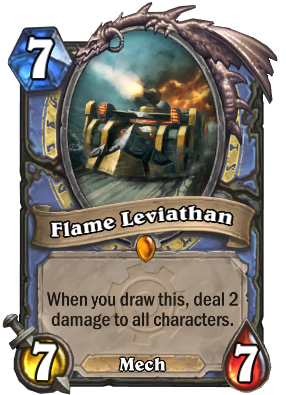 7
Flame Leviathan
When you draw this, deal 2
damage to all characters.
7
Mech
7